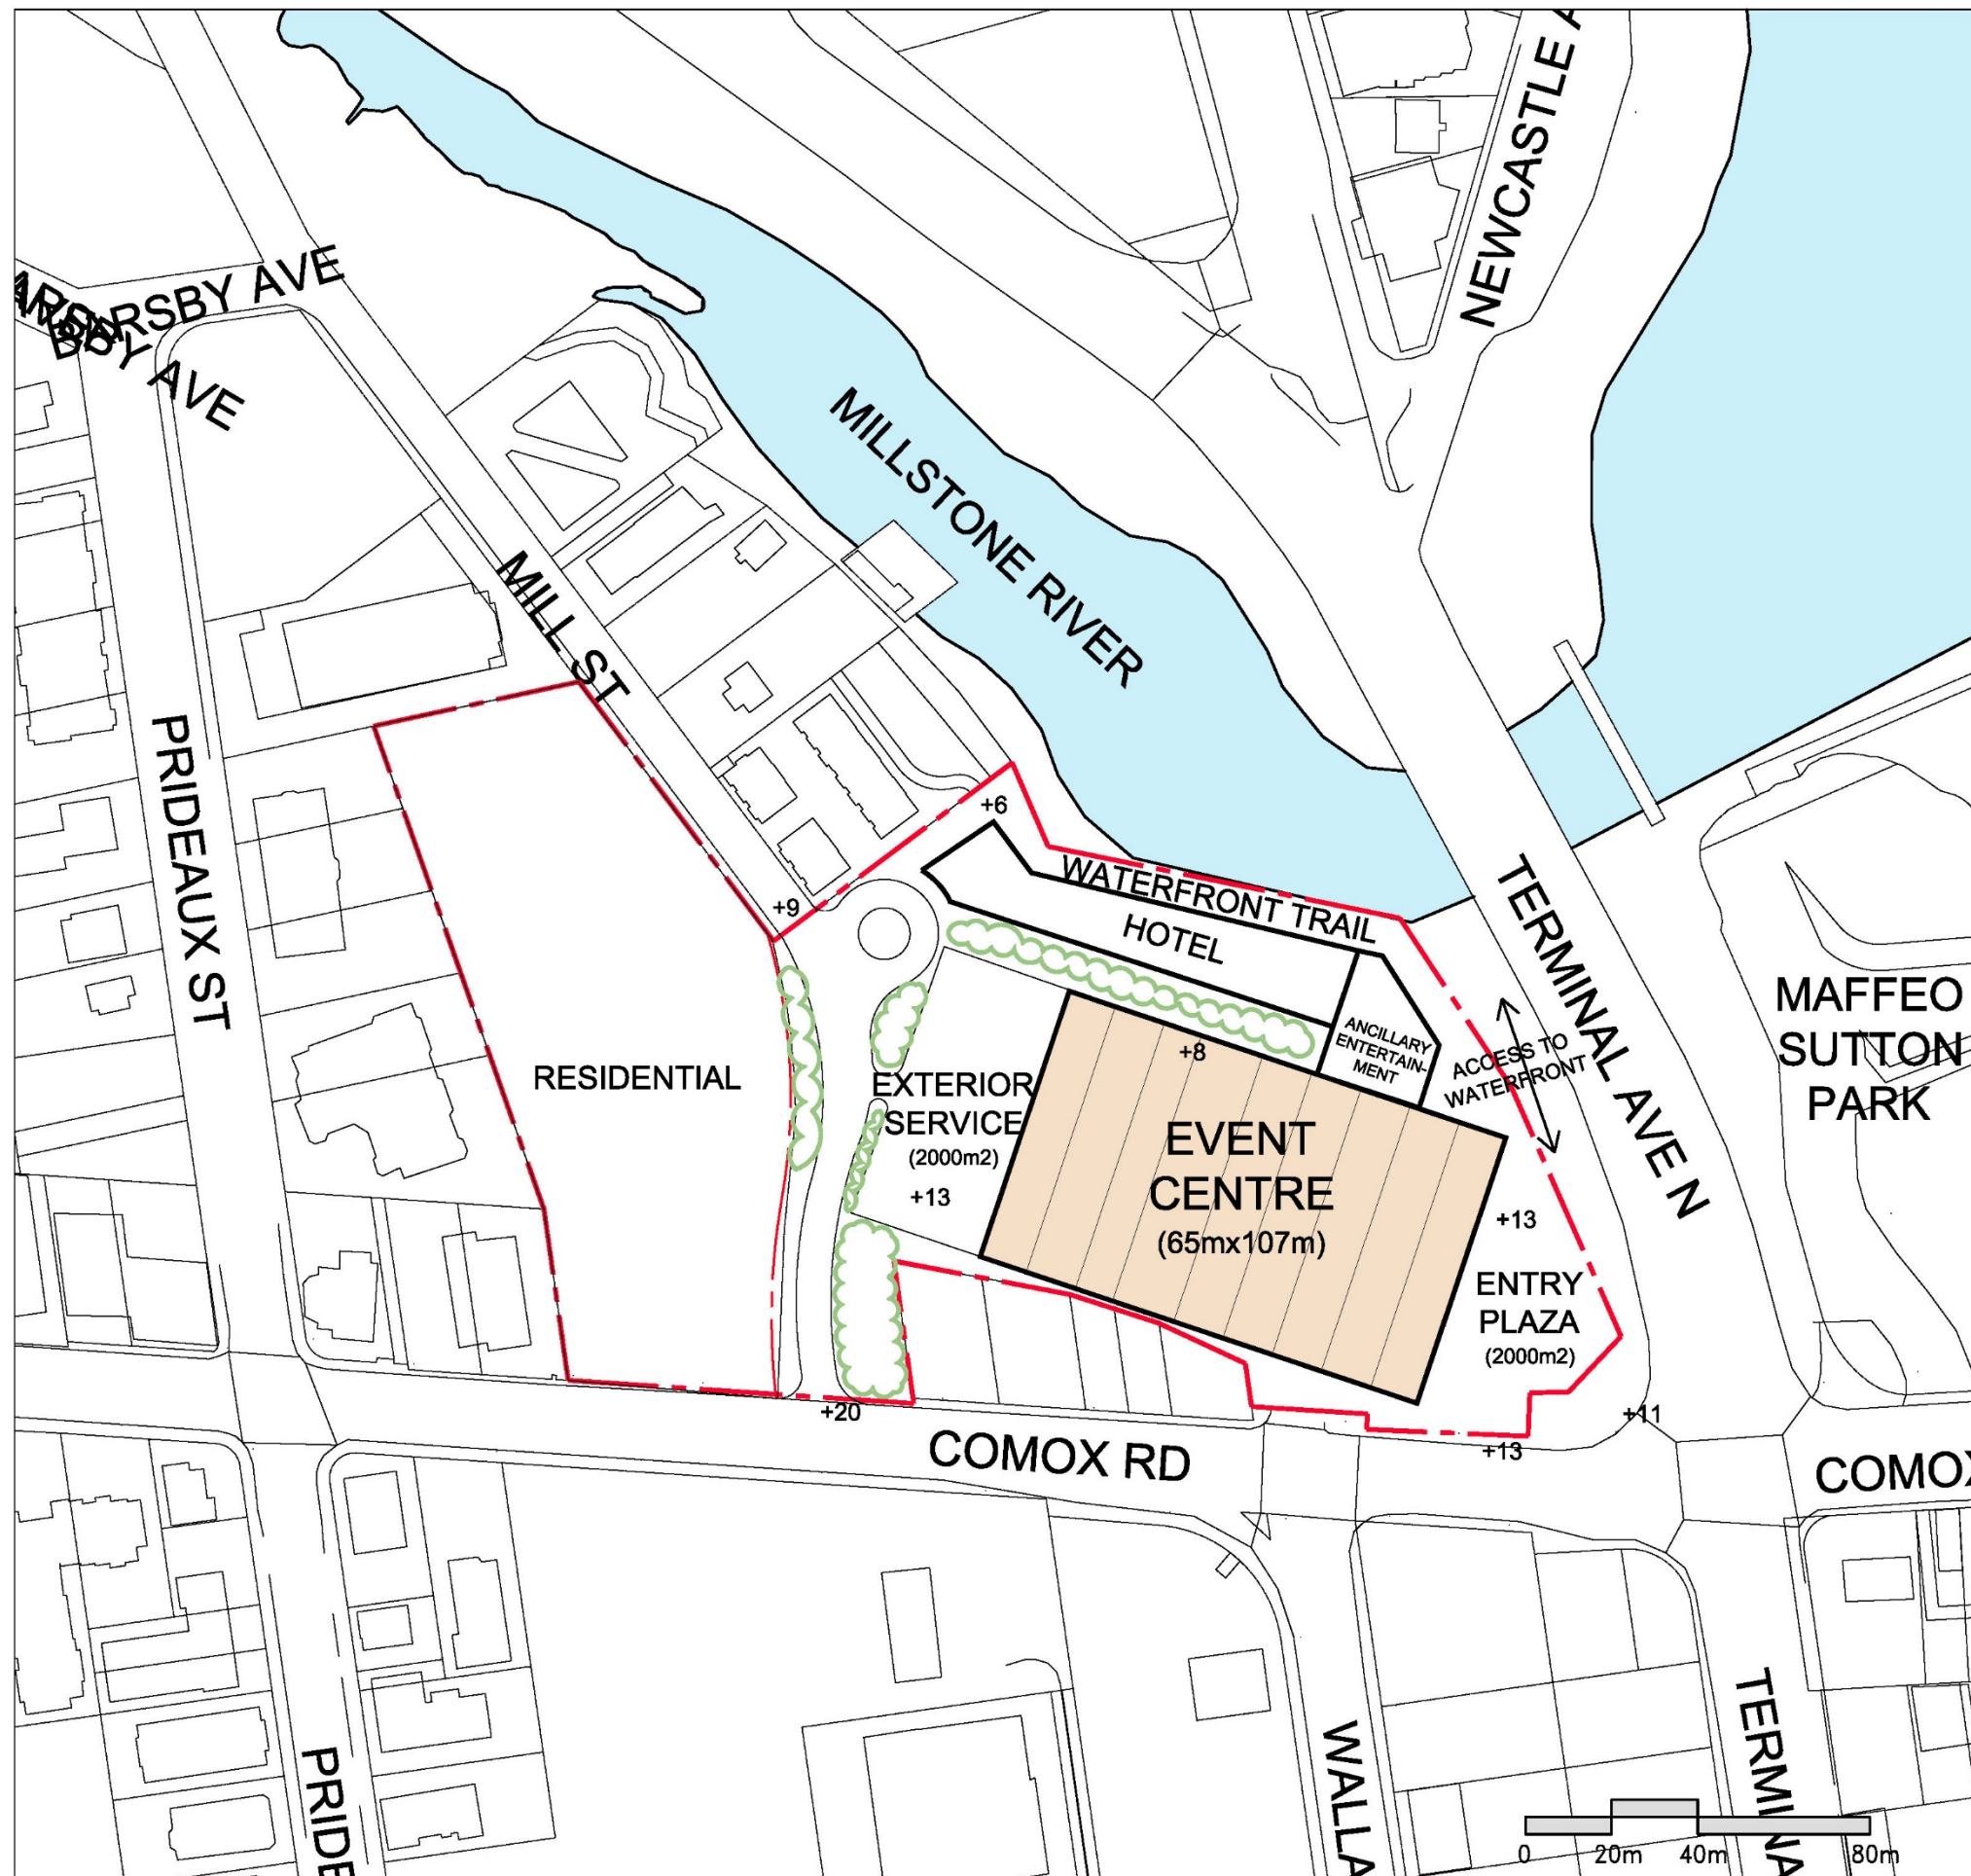 NEWCASTLE A
BEARSBY AVE
MILLSTONE RIVER
MILL ST
PRIDEAUX ST
+6
WATERFRONT TRAIL
+9
HOTEL
TERMINAL AVE N
MAFFEO
SUTTON
PARK
ANCILLARY
ENTERTAIN-
MENT
ACCESS TO
WATERFRONT
+8
RESIDENTIAL
EXTERIOR
SERVICE
(2000m2)
+13
EVENT
CENTRE
(65mx107m)
+13
ENTRY
PLAZA
(2000m2)
+20
+11
+13
COMOX RD
COMOX
PRIDE
WALLA
TERMINA
0 20m 40m 80m